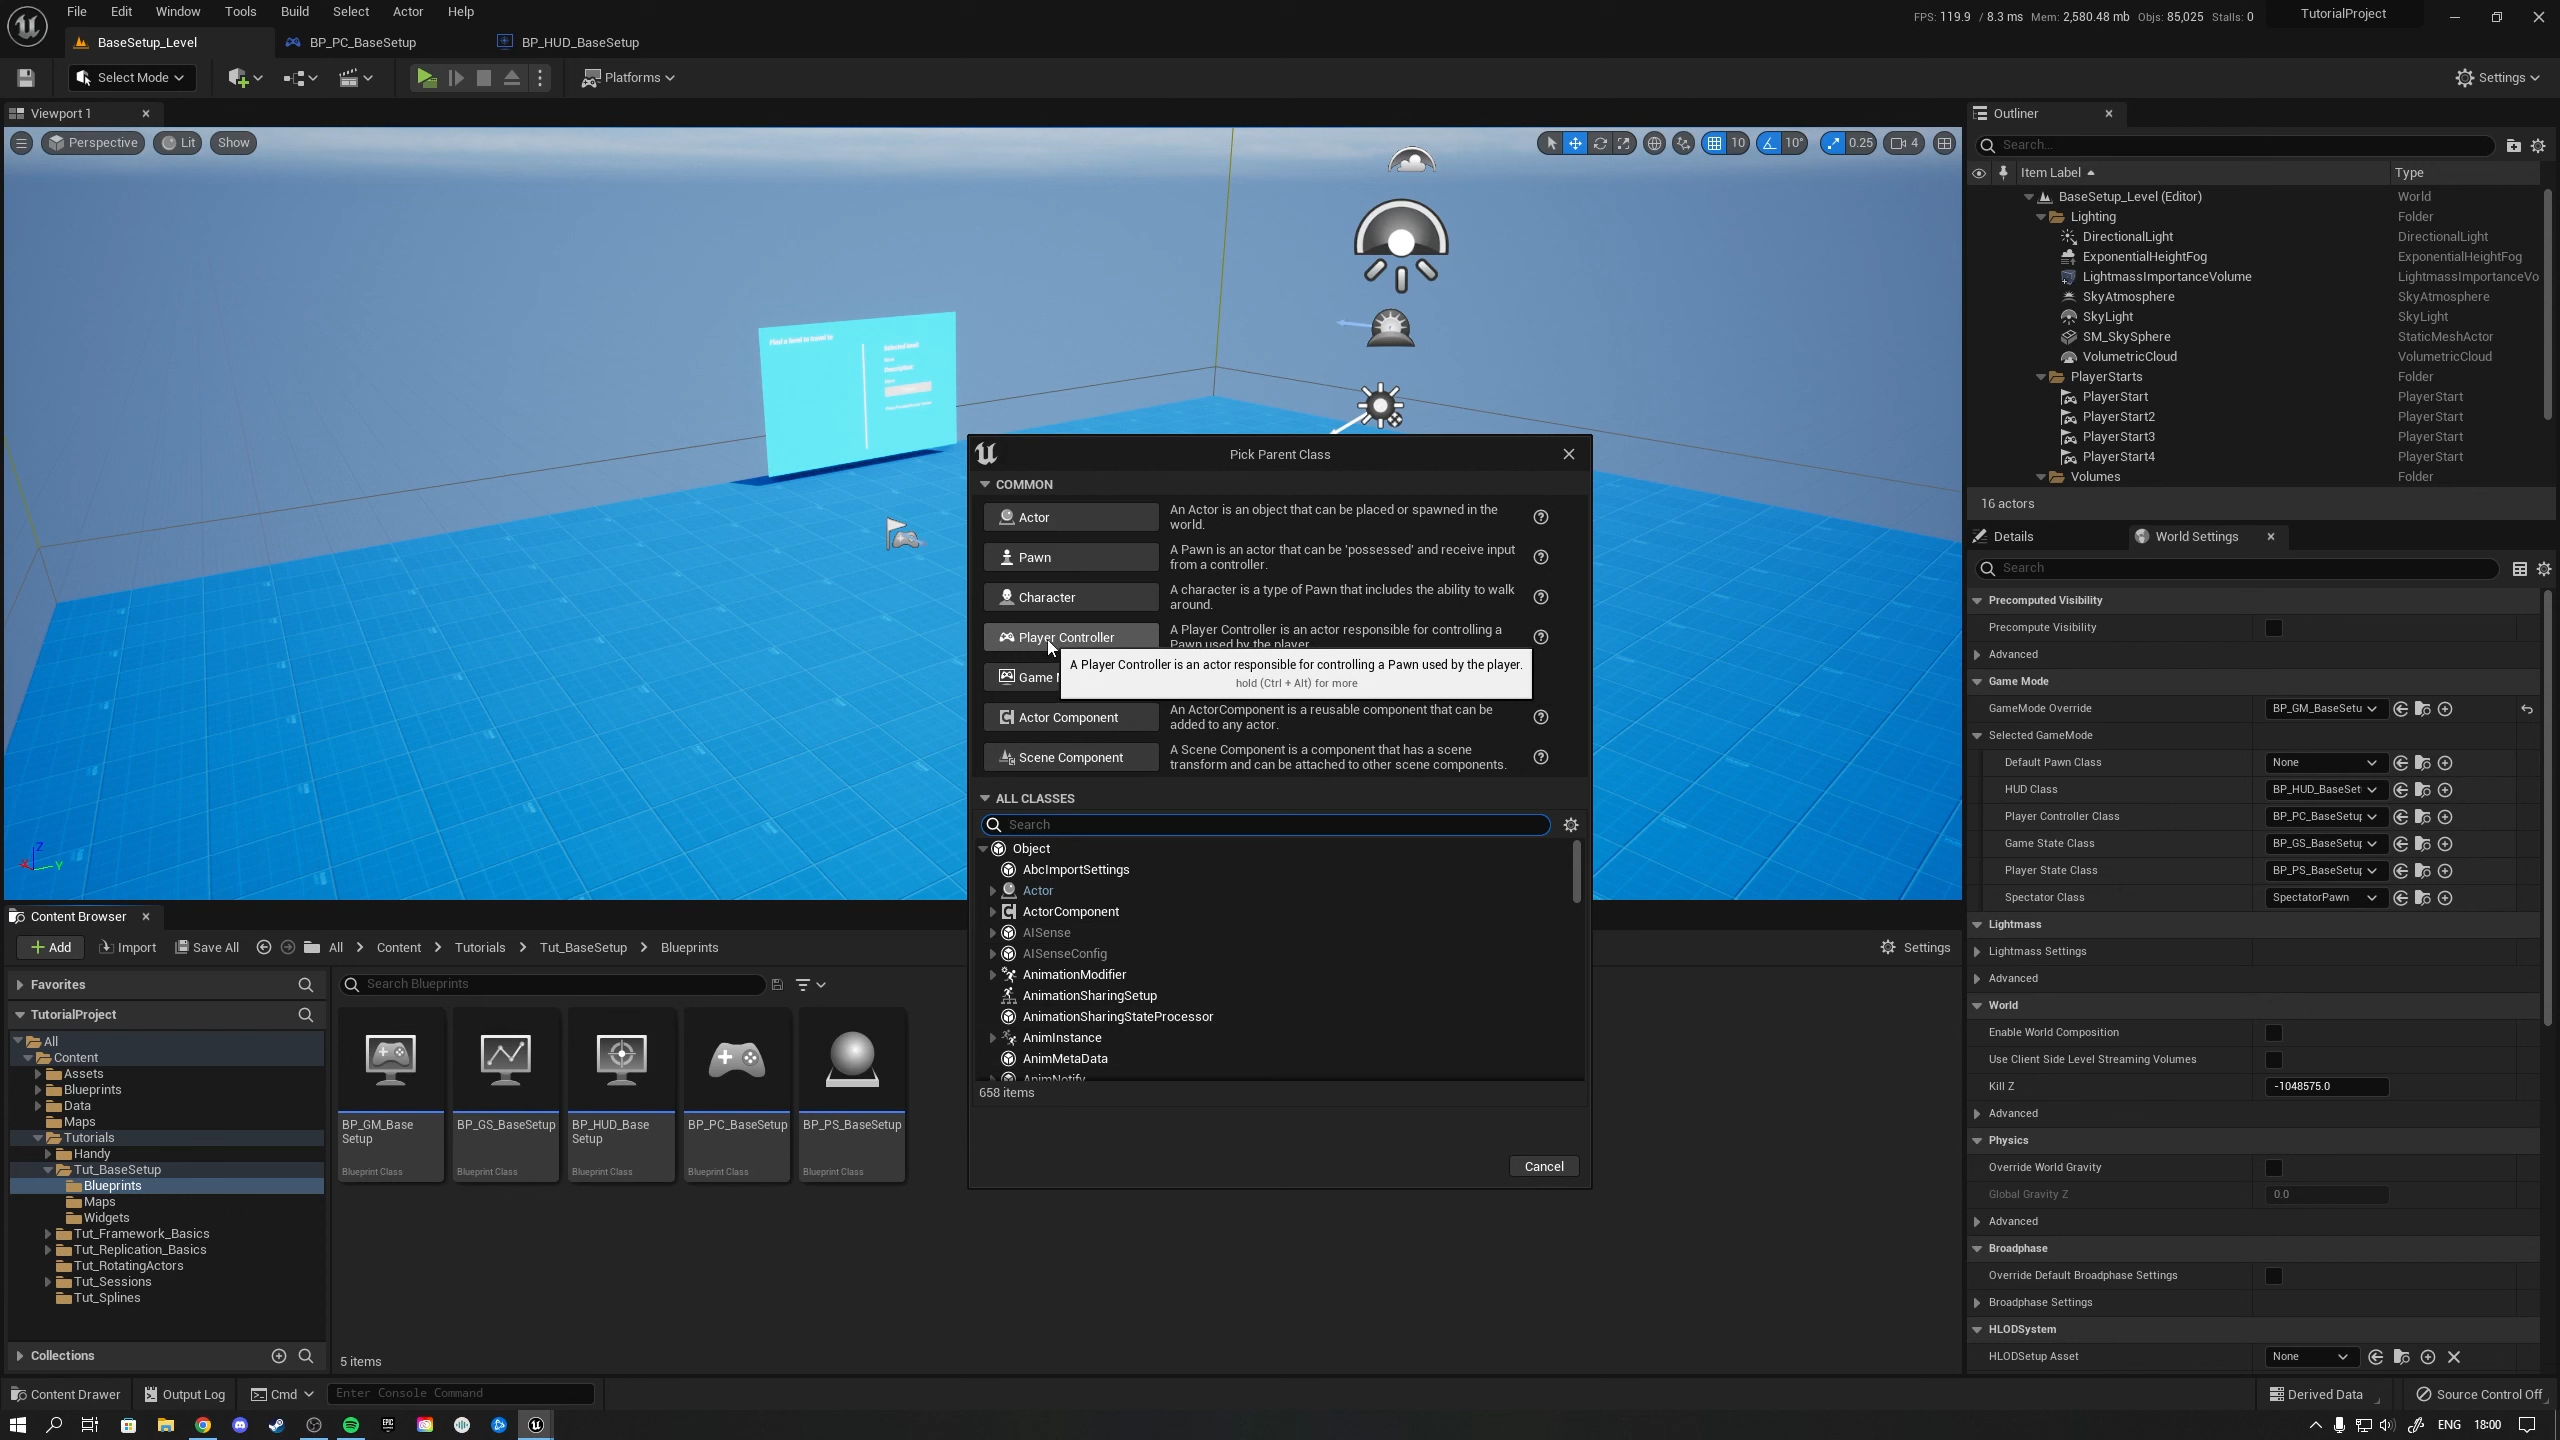 File Edit Window Tools Build Select Actor Help
FPS: 119.9 / 8.3 ms Mem: 2,580.48 mb Objs: 85,025 Stalls: 0
TutorialProject
BaseSetup_Level
BP_PC_BaseSetup
BP_HUD_BaseSetup
Select Mode
Platforms
Settings
Viewport 1
Perspective
Lit
Show
10
10°
0.25
4
Find a level to travel to
Selected level:
Description:
Z
X
Y
Outliner
Search...
Item Label
Type
BaseSetup_Level (Editor) World
Lighting Folder
DirectionalLight DirectionalLight
ExponentialHeightFog ExponentialHeightFog
LightmassImportanceVolume LightmassImportanceVo
SkyAtmosphere SkyAtmosphere
SkyLight SkyLight
SM_SkySphere StaticMeshActor
VolumetricCloud VolumetricCloud
PlayerStarts Folder
PlayerStart PlayerStart
PlayerStart2 PlayerStart
PlayerStart3 PlayerStart
PlayerStart4 PlayerStart
Volumes Folder
16 actors
Pick Parent Class
COMMON
Actor
An Actor is an object that can be placed or spawned in the
world.
Pawn
A Pawn is an actor that can be 'possessed' and receive input
from a controller.
Character
A character is a type of Pawn that includes the ability to walk
around.
Player Controller
A Player Controller is an actor responsible for controlling a
Pawn used by the player.
Game M
A Player Controller is an actor responsible for controlling a Pawn used by the player.
hold (Ctrl + Alt) for more
Actor Component
An ActorComponent is a reusable component that can be
added to any actor.
Scene Component
A Scene Component is a component that has a scene
transform and can be attached to other scene components.
ALL CLASSES
Search
Object
AbcImportSettings
Actor
ActorComponent
AISense
AISenseConfig
AnimationModifier
AnimationSharingSetup
AnimationSharingStateProcessor
AnimInstance
AnimMetaData
AnimNotify
658 items
Cancel
Details
World Settings
Search
Precomputed Visibility
Precompute Visibility
Advanced
Game Mode
GameMode Override BP_GM_BaseSetu
Selected GameMode
Default Pawn Class None
HUD Class BP_HUD_BaseSet
Player Controller Class BP_PC_BaseSetup
Game State Class BP_GS_BaseSetup
Player State Class BP_PS_BaseSetup
Spectator Class SpectatorPawn
Lightmass
Lightmass Settings
Advanced
World
Enable World Composition
Use Client Side Level Streaming Volumes
Kill Z -1048575.0
Advanced
Physics
Override World Gravity
Global Gravity Z 0.0
Advanced
Broadphase
Override Default Broadphase Settings
Broadphase Settings
HLODSystem
HLODSetup Asset None
Content Browser
Add
Import
Save All
All
Content
Tutorials
Tut_BaseSetup
Blueprints
Settings
Favorites
Search Blueprints
TutorialProject
All
Content
Assets
Blueprints
Data
Maps
Tutorials
Handy
Tut_BaseSetup
Blueprints
Maps
Widgets
Tut_Framework_Basics
Tut_Replication_Basics
Tut_RotatingActors
Tut_Sessions
Tut_Splines
Collections
BP_GM_Base
Setup
Blueprint Class
BP_GS_BaseSetup
Blueprint Class
BP_HUD_Base
Setup
Blueprint Class
BP_PC_BaseSetup
Blueprint Class
BP_PS_BaseSetup
Blueprint Class
5 items
Content Drawer
Output Log
Cmd
Enter Console Command
Derived Data
Source Control Off
EPIC
ENG
18:00